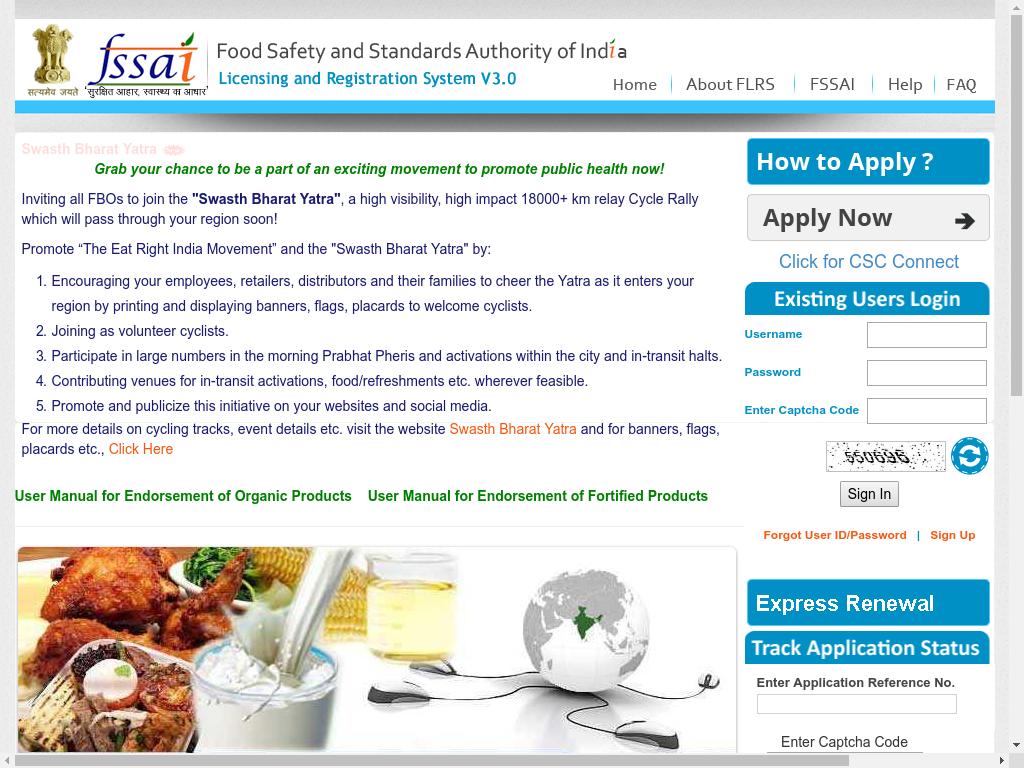 सत्यमेव जयते
fssai
'सुरक्षित आहार, स्वास्थ्य का आधार'
Food Safety and Standards Authority of India
Licensing and Registration System V3.0
Home
About FLRS
FSSAI
Help
FAQ
Swasth Bharat Yatra
Grab your chance to be a part of an exciting movement to promote public health now!
Inviting all FBOs to join the "Swasth Bharat Yatra", a high visibility, high impact 18000+ km relay Cycle Rally
which will pass through your region soon!
Promote “The Eat Right India Movement” and the "Swasth Bharat Yatra" by:
1. Encouraging your employees, retailers, distributors and their families to cheer the Yatra as it enters your
region by printing and displaying banners, flags, placards to welcome cyclists.
2. Joining as volunteer cyclists.
3. Participate in large numbers in the morning Prabhat Pheris and activations within the city and in-transit halts.
4. Contributing venues for in-transit activations, food/refreshments etc. wherever feasible.
5. Promote and publicize this initiative on your websites and social media.
For more details on cycling tracks, event details etc. visit the website Swasth Bharat Yatra and for banners, flags,
placards etc., Click Here
User Manual for Endorsement of Organic Products User Manual for Endorsement of Fortified Products
How to Apply ?
Apply Now
Click for CSC Connect
Existing Users Login
Username
Password
Enter Captcha Code
550696
Sign In
Forgot User ID/Password | Sign Up
Express Renewal
Track Application Status
Enter Application Reference No.
Enter Captcha Code